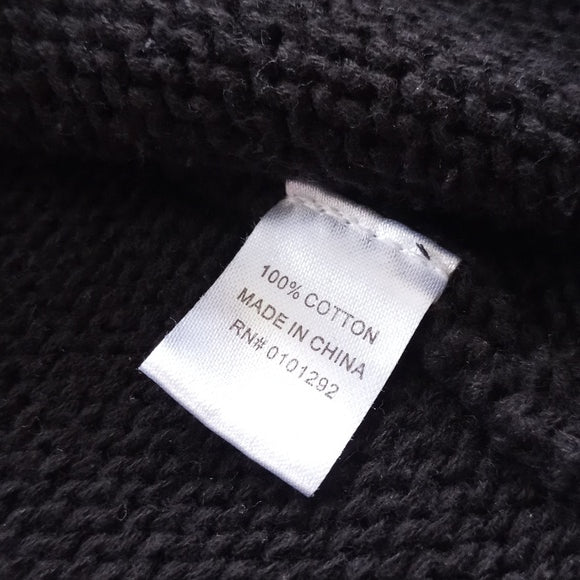 100% COTTON
MADE IN CHINA
RN# 0101292